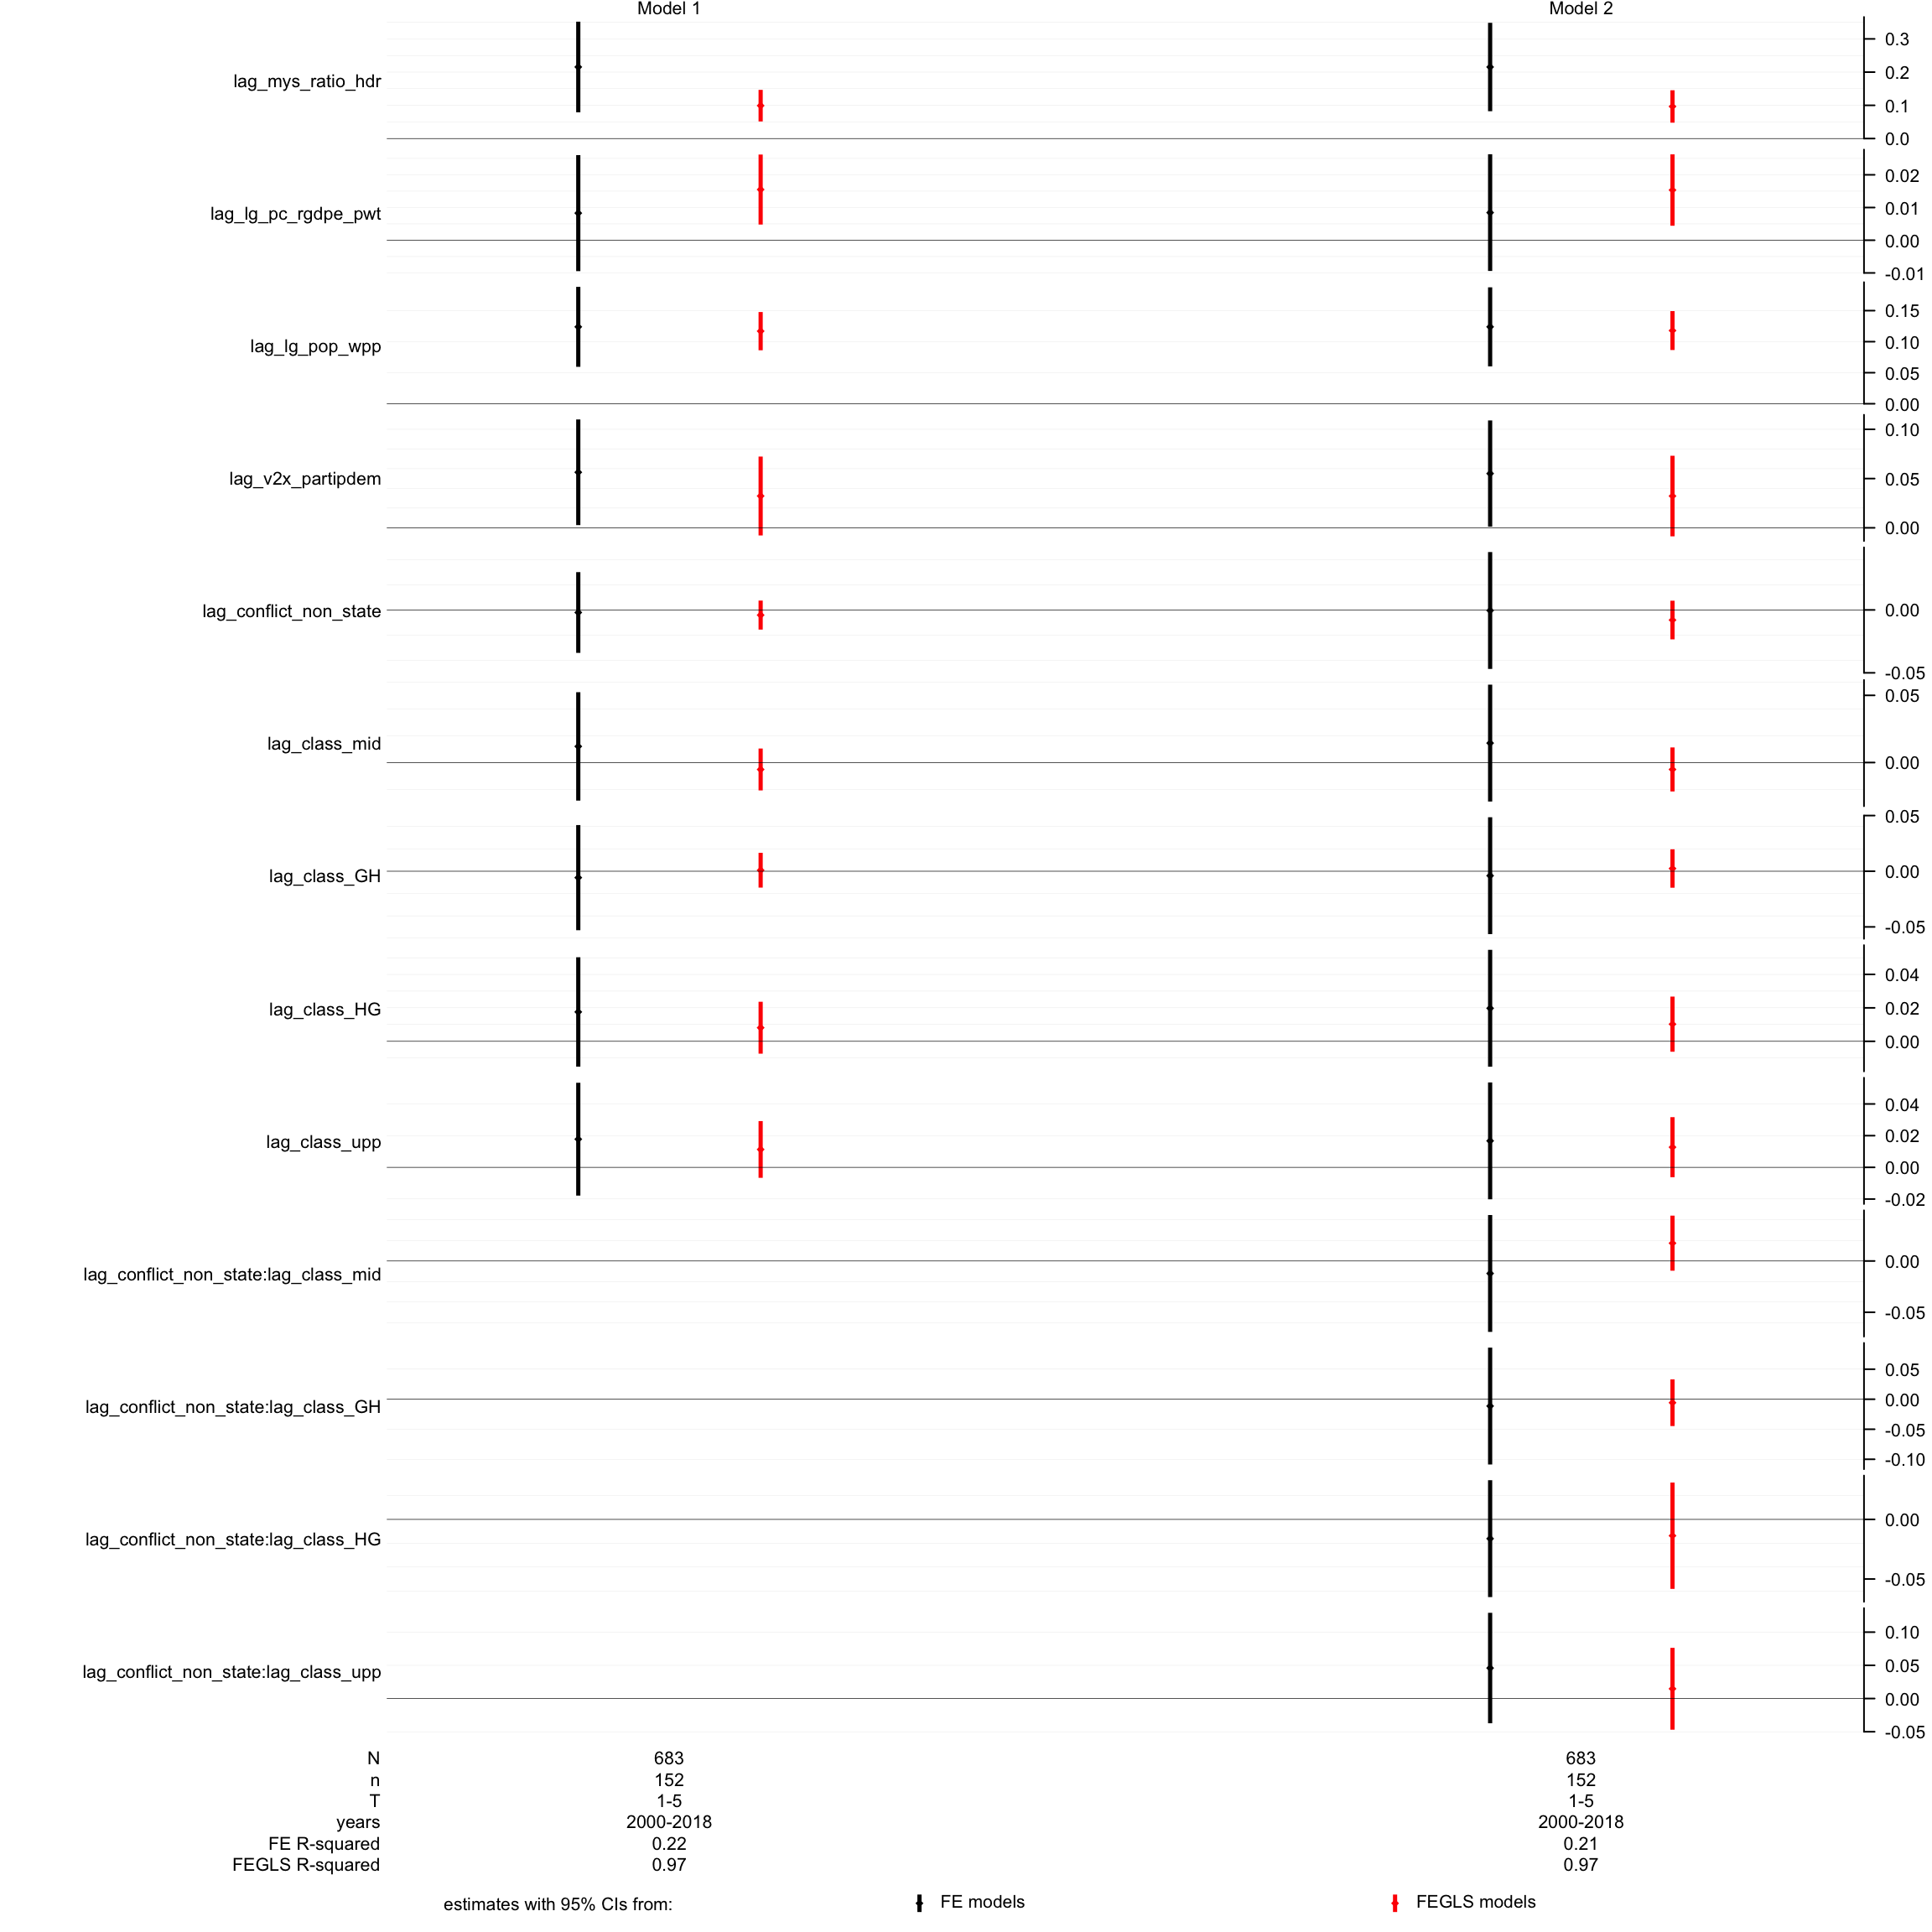 Model 1 Model 2
0.3
0.2
lag_mys_ratio_hdr
0.1
0.0
0.02
lag_lg_pc_rgdpe_pwt
0.01
0.00
-0.01
0.15
lag_lg_pop_wpp
0.10
0.05
0.00
0.10
lag_v2x_partipdem
0.05
0.00
lag_conflict_non_state
0.00
-0.05
0.05
lag_class_mid
0.00
0.05
lag_class_GH
0.00
-0.05
0.04
lag_class_HG
0.02
0.00
0.04
lag_class_upp
0.02
0.00
-0.02
lag_conflict_non_state:lag_class_mid
0.00
-0.05
0.05
lag_conflict_non_state:lag_class_GH
0.00
-0.05
-0.10
lag_conflict_non_state:lag_class_HG
0.00
-0.05
0.10
lag_conflict_non_state:lag_class_upp
0.05
0.00
-0.05
N 683 683
n 152 152
T 1-5 1-5
years 2000-2018 2000-2018
FE R-squared 0.22 0.21
FEGLS R-squared 0.97 0.97
estimates with 95% CIs from: FE models FEGLS models